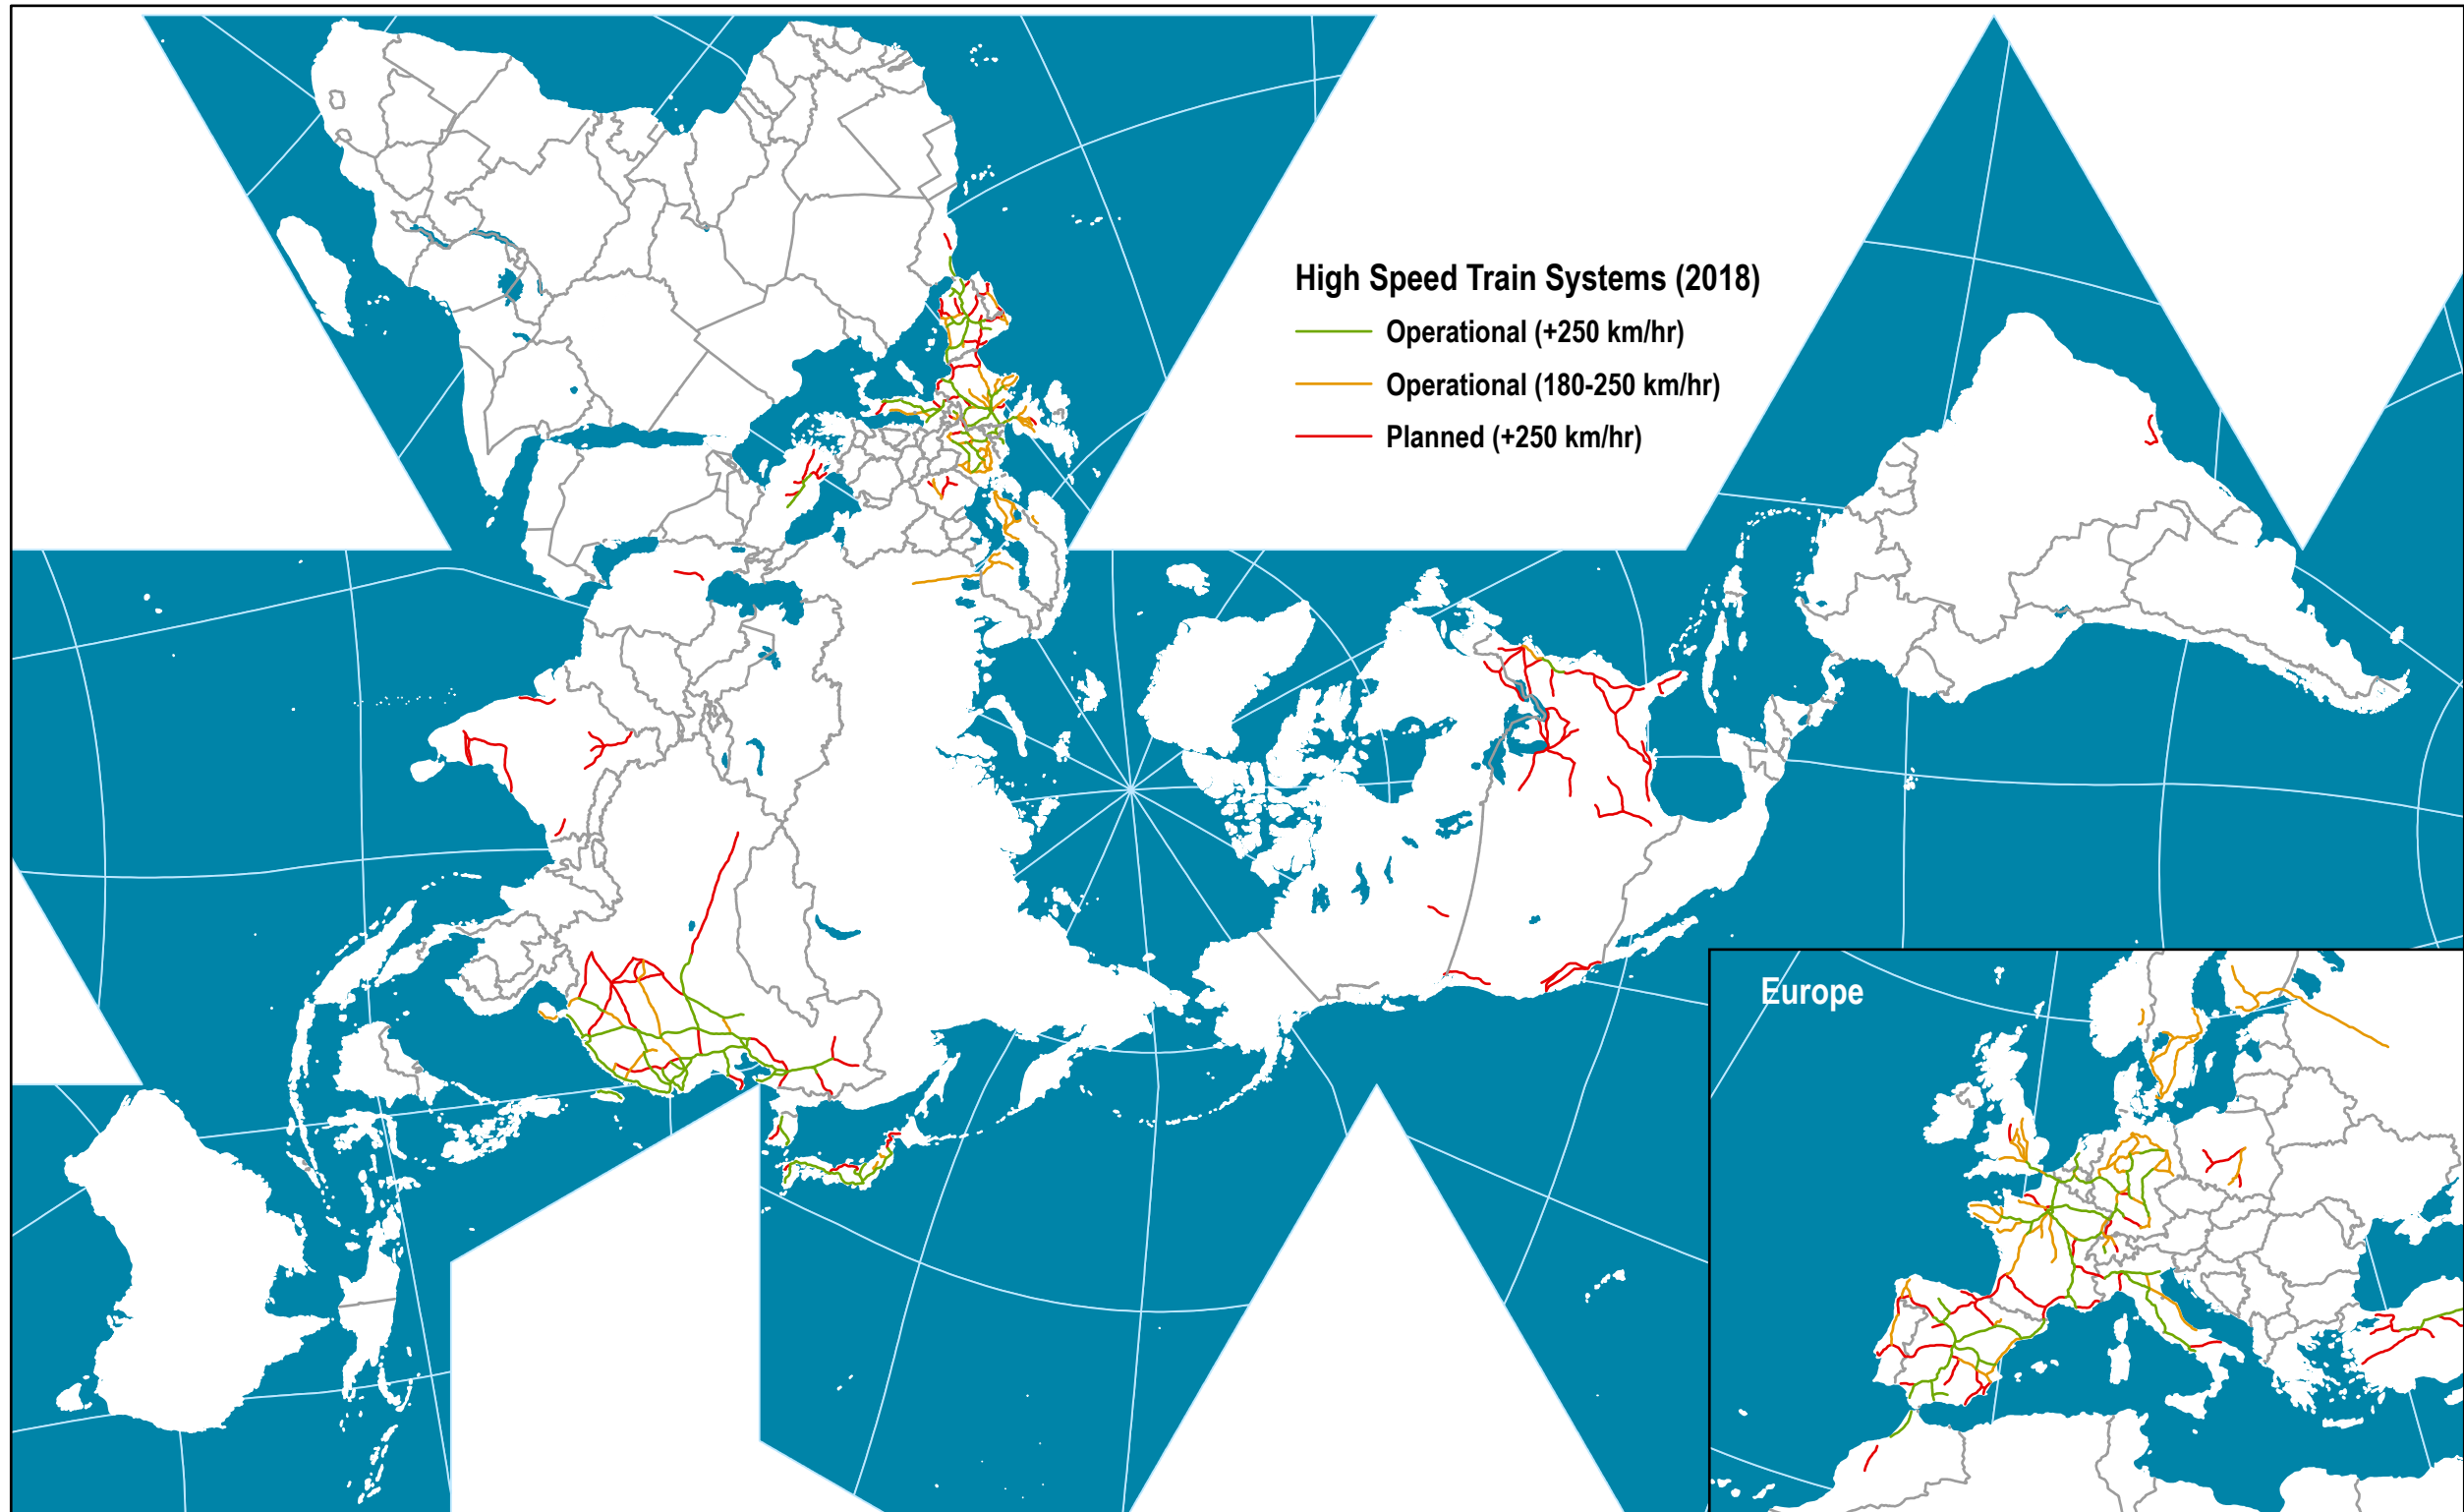 High Speed Train Systems (2018)
Operational (+250 km/hr)
Operational (180-250 km/hr)
Planned (+250 km/hr)
Europe